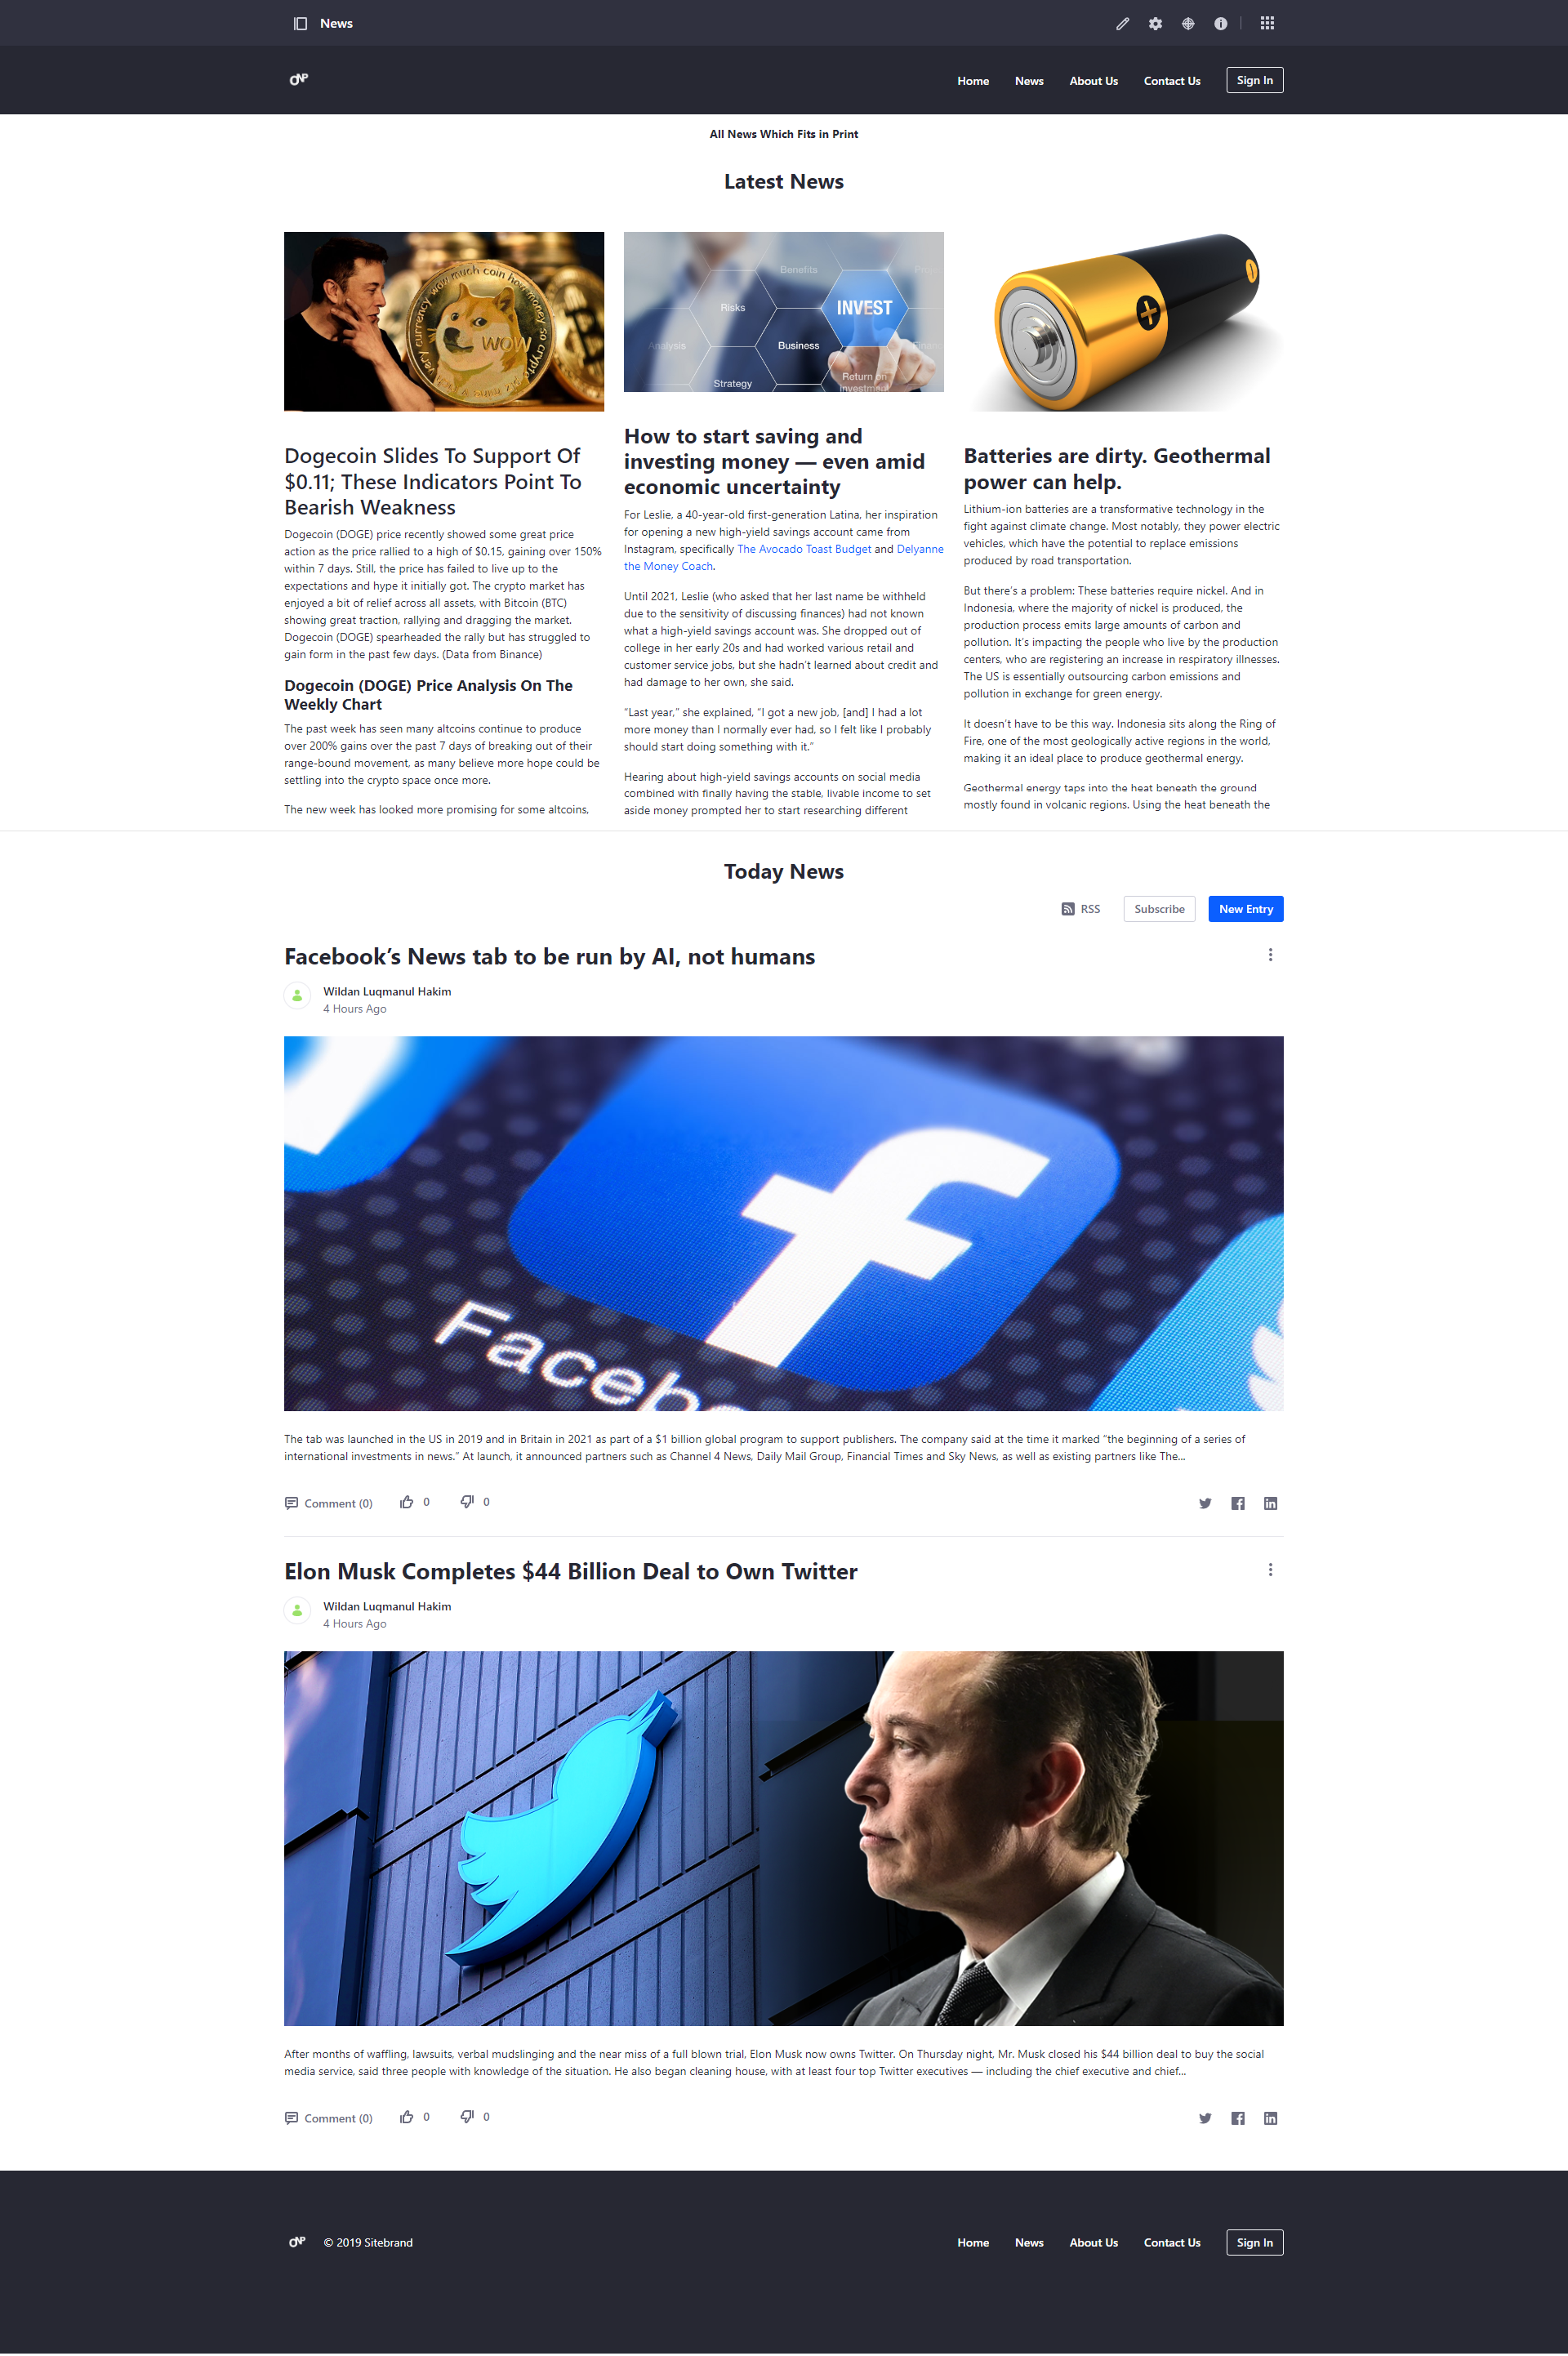 News
ONP
Home
News
About Us
Contact Us
Sign In
All News Which Fits in Print
Latest News
very currency wow much coin how money so crypto
WOW
Dogecoin Slides To Support Of
$0.11; These Indicators Point To
Bearish Weakness
Dogecoin (DOGE) price recently showed some great price
action as the price rallied to a high of $0.15, gaining over 150%
within 7 days. Still, the price has failed to live up to the
expectations and hype it initially got. The crypto market has
enjoyed a bit of relief across all assets, with Bitcoin (BTC)
showing great traction, rallying and dragging the market.
Dogecoin (DOGE) spearheaded the rally but has struggled to
gain form in the past few days. (Data from Binance)
Dogecoin (DOGE) Price Analysis On The
Weekly Chart
The past week has seen many altcoins continue to produce
over 200% gains over the past 7 days of breaking out of their
range-bound movement, as many believe more hope could be
settling into the crypto space once more.
The new week has looked more promising for some altcoins,
Benefits
Risks
INVEST
Analysis
Business
Strategy
Return on
investment
How to start saving and
investing money — even amid
economic uncertainty
For Leslie, a 40-year-old first-generation Latina, her inspiration
for opening a new high-yield savings account came from
Instagram, specifically The Avocado Toast Budget and Delyanne
the Money Coach.
Until 2021, Leslie (who asked that her last name be withheld
due to the sensitivity of discussing finances) had not known
what a high-yield savings account was. She dropped out of
college in her early 20s and had worked various retail and
customer service jobs, but she hadn’t learned about credit and
had damage to her own, she said.
“Last year,” she explained, “I got a new job, [and] I had a lot
more money than I normally ever had, so I felt like I probably
should start doing something with it.”
Hearing about high-yield savings accounts on social media
combined with finally having the stable, livable income to set
aside money prompted her to start researching different
Batteries are dirty. Geothermal
power can help.
Lithium-ion batteries are a transformative technology in the
fight against climate change. Most notably, they power electric
vehicles, which have the potential to replace emissions
produced by road transportation.
But there’s a problem: These batteries require nickel. And in
Indonesia, where the majority of nickel is produced, the
production process emits large amounts of carbon and
pollution. It’s impacting the people who live by the production
centers, who are registering an increase in respiratory illnesses.
The US is essentially outsourcing carbon emissions and
pollution in exchange for green energy.
It doesn’t have to be this way. Indonesia sits along the Ring of
Fire, one of the most geologically active regions in the world,
making it an ideal place to produce geothermal energy.
Geothermal energy taps into the heat beneath the ground
mostly found in volcanic regions. Using the heat beneath the
Today News
RSS
Subscribe
New Entry
Facebook’s News tab to be run by AI, not humans
Wildan Luqmanul Hakim
4 Hours Ago
Facebo
The tab was launched in the US in 2019 and in Britain in 2021 as part of a $1 billion global program to support publishers. The company said at the time it marked “the beginning of a series of
international investments in news.” At launch, it announced partners such as Channel 4 News, Daily Mail Group, Financial Times and Sky News, as well as existing partners like The...
Comment (0)
0
0
Elon Musk Completes $44 Billion Deal to Own Twitter
Wildan Luqmanul Hakim
4 Hours Ago
After months of waffling, lawsuits, verbal mudslinging and the near miss of a full blown trial, Elon Musk now owns Twitter. On Thursday night, Mr. Musk closed his $44 billion deal to buy the social
media service, said three people with knowledge of the situation. He also began cleaning house, with at least four top Twitter executives — including the chief executive and chief...
Comment (0)
0
0
ONP
© 2019 Sitebrand
Home
News
About Us
Contact Us
Sign In